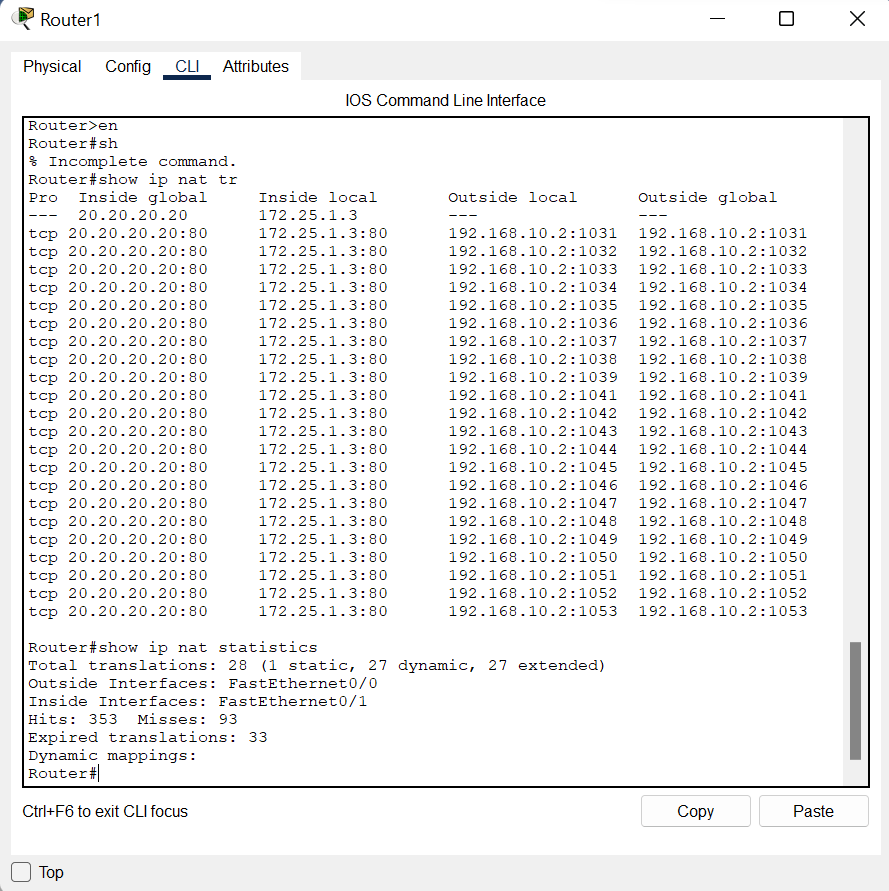 Router1
Physical Config CLI Attributes
IOS Command Line Interface
Router>en
Router#sh
% Incomplete command.
Router#show ip nat tr
Pro  Inside global     Inside local       Outside local      Outside global
---  20.20.20.20       172.25.1.3         ---                ---
tcp 20.20.20.20:80     172.25.1.3:80      192.168.10.2:1031  192.168.10.2:1031
tcp 20.20.20.20:80     172.25.1.3:80      192.168.10.2:1032  192.168.10.2:1032
tcp 20.20.20.20:80     172.25.1.3:80      192.168.10.2:1033  192.168.10.2:1033
tcp 20.20.20.20:80     172.25.1.3:80      192.168.10.2:1034  192.168.10.2:1034
tcp 20.20.20.20:80     172.25.1.3:80      192.168.10.2:1035  192.168.10.2:1035
tcp 20.20.20.20:80     172.25.1.3:80      192.168.10.2:1036  192.168.10.2:1036
tcp 20.20.20.20:80     172.25.1.3:80      192.168.10.2:1037  192.168.10.2:1037
tcp 20.20.20.20:80     172.25.1.3:80      192.168.10.2:1038  192.168.10.2:1038
tcp 20.20.20.20:80     172.25.1.3:80      192.168.10.2:1039  192.168.10.2:1039
tcp 20.20.20.20:80     172.25.1.3:80      192.168.10.2:1041  192.168.10.2:1041
tcp 20.20.20.20:80     172.25.1.3:80      192.168.10.2:1042  192.168.10.2:1042
tcp 20.20.20.20:80     172.25.1.3:80      192.168.10.2:1043  192.168.10.2:1043
tcp 20.20.20.20:80     172.25.1.3:80      192.168.10.2:1044  192.168.10.2:1044
tcp 20.20.20.20:80     172.25.1.3:80      192.168.10.2:1045  192.168.10.2:1045
tcp 20.20.20.20:80     172.25.1.3:80      192.168.10.2:1046  192.168.10.2:1046
tcp 20.20.20.20:80     172.25.1.3:80      192.168.10.2:1047  192.168.10.2:1047
tcp 20.20.20.20:80     172.25.1.3:80      192.168.10.2:1048  192.168.10.2:1048
tcp 20.20.20.20:80     172.25.1.3:80      192.168.10.2:1049  192.168.10.2:1049
tcp 20.20.20.20:80     172.25.1.3:80      192.168.10.2:1050  192.168.10.2:1050
tcp 20.20.20.20:80     172.25.1.3:80      192.168.10.2:1051  192.168.10.2:1051
tcp 20.20.20.20:80     172.25.1.3:80      192.168.10.2:1052  192.168.10.2:1052
tcp 20.20.20.20:80     172.25.1.3:80      192.168.10.2:1053  192.168.10.2:1053
Router#show ip nat statistics
Total translations: 28 (1 static, 27 dynamic, 27 extended)
Outside Interfaces: FastEthernet0/0
Inside Interfaces: FastEthernet0/1
Hits: 353  Misses: 93
Expired translations: 33
Dynamic mappings:
Router#
Ctrl+F6 to exit CLI focus
Copy Paste
Top